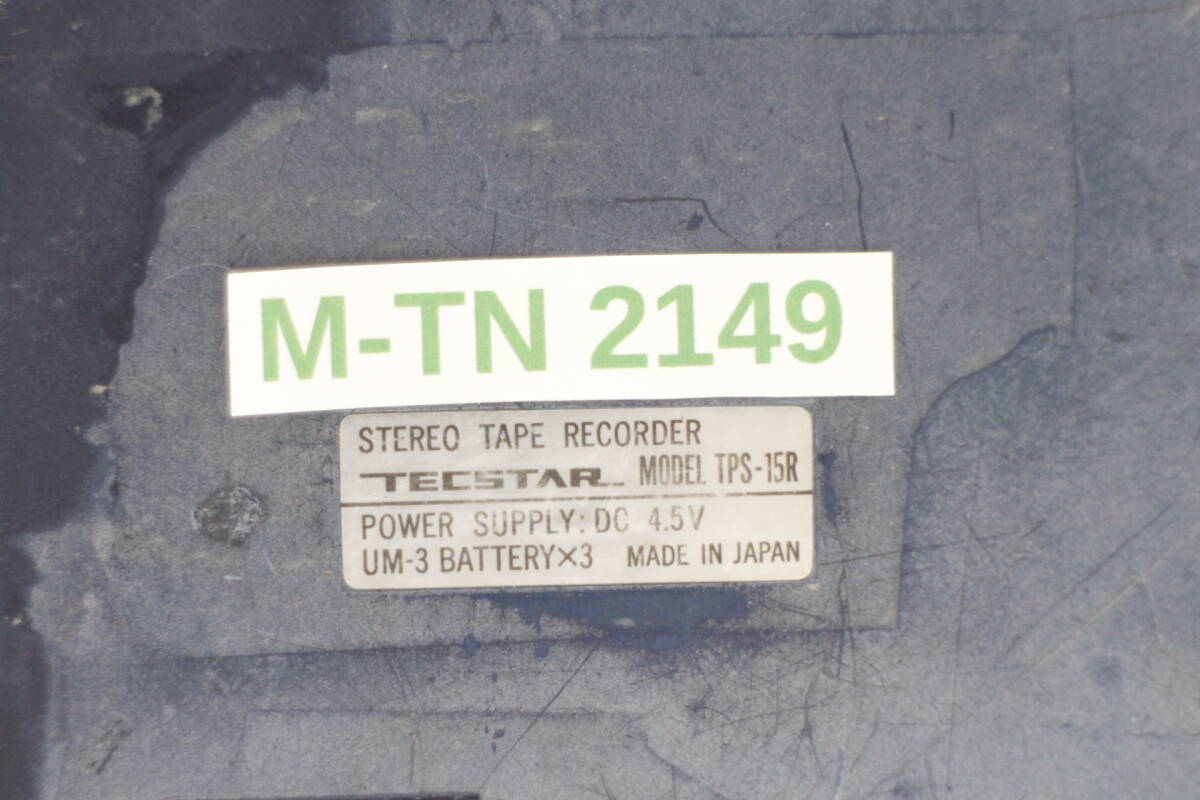 M-TN 2149
STEREO TAPE RECORDER
TECSTAR MODEL TPS-15R
POWER SUPPLY: DC 4.5V
UM-3 BATTERY×3 MADE IN JAPAN